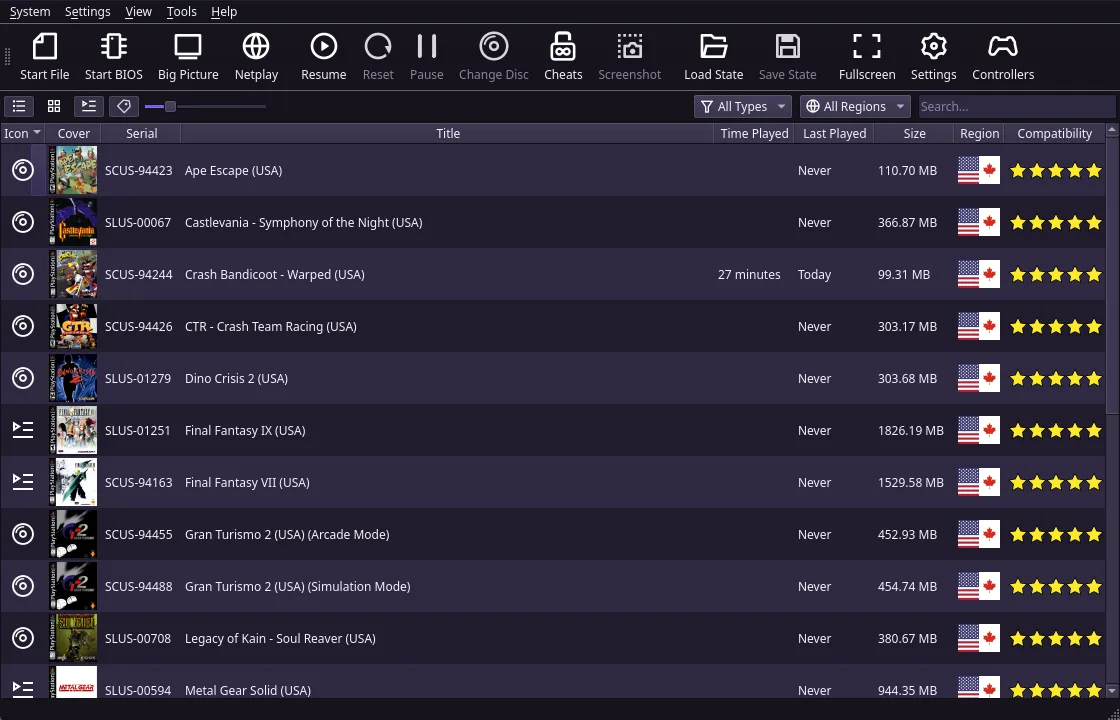 System Settings View Tools Help
Start File Start BIOS Big Picture Netplay Resume Reset Pause Change Disc Cheats Screenshot Load State Save State Fullscreen Settings Controllers
All Types All Regions Search...
Icon Cover Serial Title Time Played Last Played Size Region Compatibility
SCUS-94423 Ape Escape (USA) Never 110.70 MB
SLUS-00067 Castlevania - Symphony of the Night (USA) Never 366.87 MB
SCUS-94244 Crash Bandicoot - Warped (USA) 27 minutes Today 99.31 MB
SCUS-94426 CTR - Crash Team Racing (USA) Never 303.17 MB
SLUS-01279 Dino Crisis 2 (USA) Never 303.68 MB
SLUS-01251 Final Fantasy IX (USA) Never 1826.19 MB
SCUS-94163 Final Fantasy VII (USA) Never 1529.58 MB
SCUS-94455 Gran Turismo 2 (USA) (Arcade Mode) Never 452.93 MB
SCUS-94488 Gran Turismo 2 (USA) (Simulation Mode) Never 454.74 MB
SLUS-00708 Legacy of Kain - Soul Reaver (USA) Never 380.67 MB
METAL GEAR SLUS-00594 Metal Gear Solid (USA) Never 944.35 MB